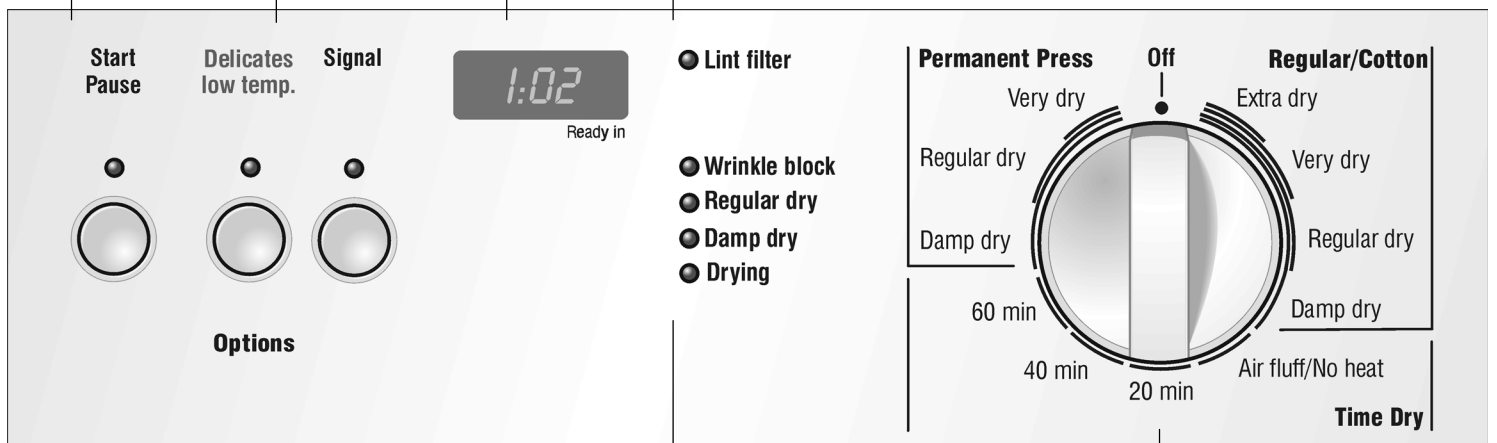 Start
Pause
Delicates
low temp.
Signal
1:02
Ready in
Options
Lint filter
Wrinkle block
Regular dry
Damp dry
Drying
Permanent Press
Off
Regular/Cotton
Very dry
Extra dry
Regular dry
Very dry
Damp dry
Regular dry
60 min
Damp dry
40 min
20 min
Air fluff/No heat
Time Dry